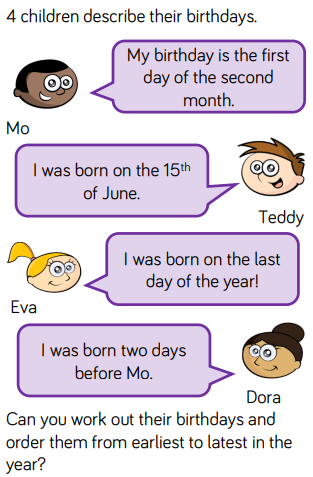 4 children describe their birthdays.
My birthday is the first
day of the second
month.
Mo
I was born on the 15th
of June.
Teddy
I was born on the last
day of the year!
Eva
I was born two days
before Mo.
Dora
Can you work out their birthdays and
order them from earliest to latest in the
year?